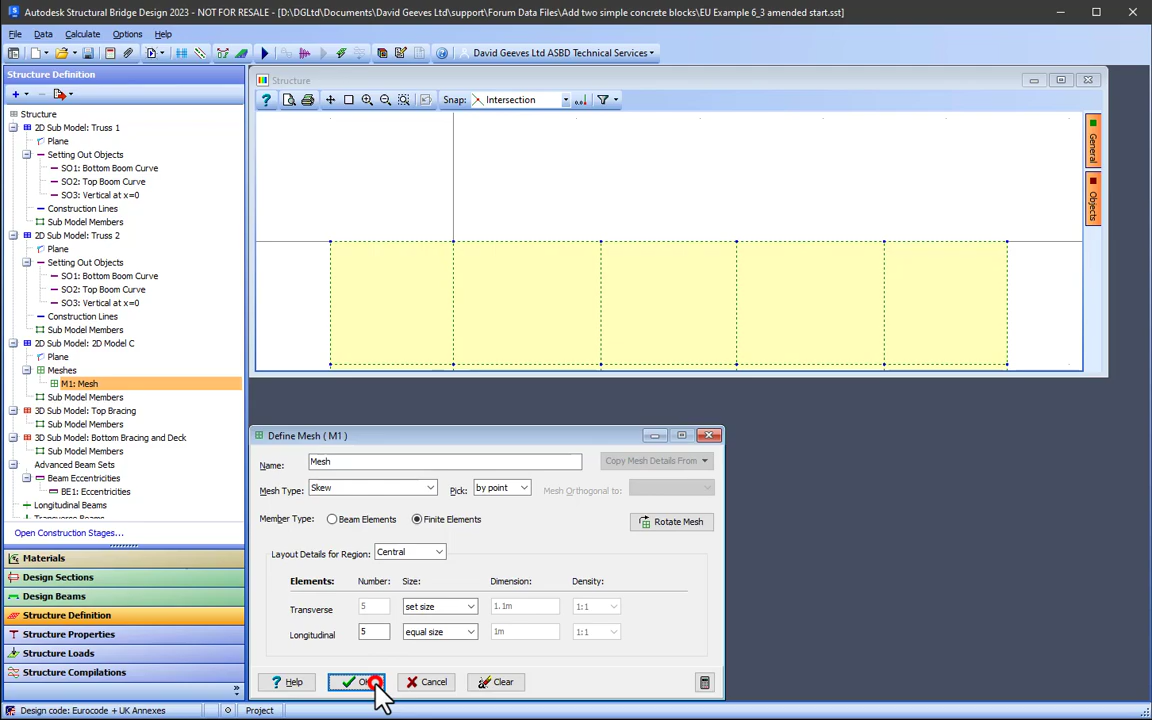 Autodesk Structural Bridge Design 2023 - NOT FOR RESALE - [D:\DGLtd\Documents\David Geeves Ltd\support\Forum Data Files\Add two simple concrete blocks\EU Example 6_3 amended start.sst]
File Data Calculate Options Help
David Geeves Ltd ASBD Technical Services
Structure Definition
Structure
2D Sub Model: Truss 1
Plane
Setting Out Objects
SO1: Bottom Boom Curve
SO2: Top Boom Curve
SO3: Vertical at x=0
Construction Lines
Sub Model Members
2D Sub Model: Truss 2
Plane
Setting Out Objects
SO1: Bottom Boom Curve
SO2: Top Boom Curve
SO3: Vertical at x=0
Construction Lines
Sub Model Members
2D Sub Model: 2D Model C
Plane
Meshes
M1: Mesh
Sub Model Members
3D Sub Model: Top Bracing
3D Sub Model: Bottom Bracing and Deck
Sub Model Members
Advanced Beam Sets
Beam Eccentricities
BE1: Eccentricities
Longitudinal Beams
Transverse Beams
Open Construction Stages...
Materials
Design Sections
Design Beams
Structure Definition
Structure Properties
Structure Loads
Structure Compilations
Structure
Snap: Intersection
General
Objects
Define Mesh ( M1 )
Name: Mesh Copy Mesh Details From
Mesh Type: Skew Pick: by point Mesh Orthogonal to:
Member Type: Beam Elements Finite Elements Rotate Mesh
Layout Details for Region: Central
Elements: Number: Size: Dimension: Density:
Transverse 5 set size 1.1m 1:1
Longitudinal 5 equal size 1m 1:1
Help Cancel Clear
Design code: Eurocode + UK Annexes Project